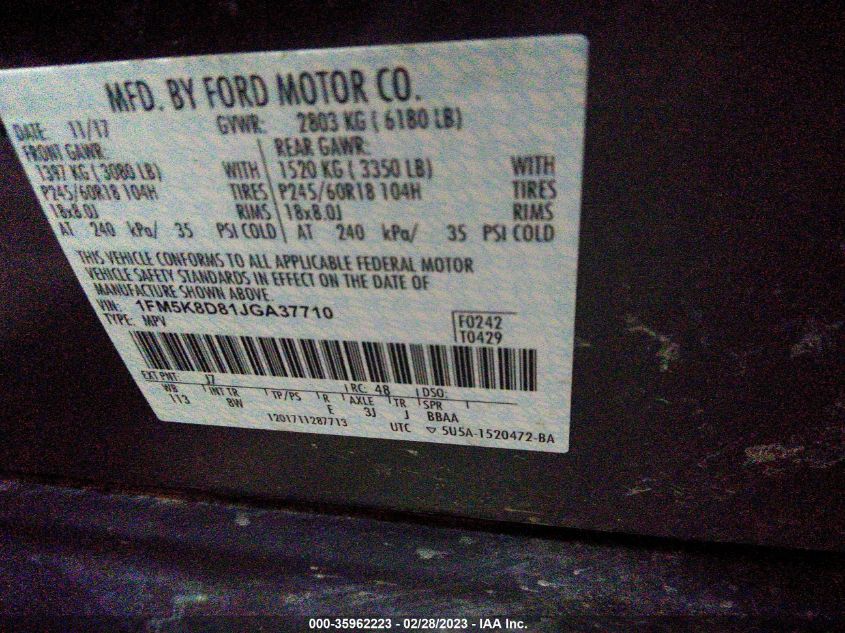 MFD. BY FORD MOTOR CO.
DATE: 11/17 GVWR: 2803 KG ( 6180 LB)
FRONT GAWR: REAR GAWR:
1397 KG ( 3080 LB) WITH 1520 KG ( 3350 LB) WITH
P245/60R18 104H TIRES P245/60R18 104H TIRES
18x8.0J RIMS 18x8.0J RIMS
AT 240 kPa/ 35 PSI COLD AT 240 kPa/ 35 PSI COLD
THIS VEHICLE CONFORMS TO ALL APPLICABLE FEDERAL MOTOR
VEHICLE SAFETY STANDARDS IN EFFECT ON THE DATE OF
MANUFACTURE SHOWN ABOVE.
VIN: 1FM5K8D81JGA37710
TYPE: MPV
F0242
T0429
EXT PNT: J7 RC: 48 DSO:
WB INT TR TP/PS R AXLE TR SPR
113 8W E 3J J BBAA
1201711287713 UTC ▽ 5U5A-1520472-BA
000-35962223 - 02/28/2023 - IAA Inc.